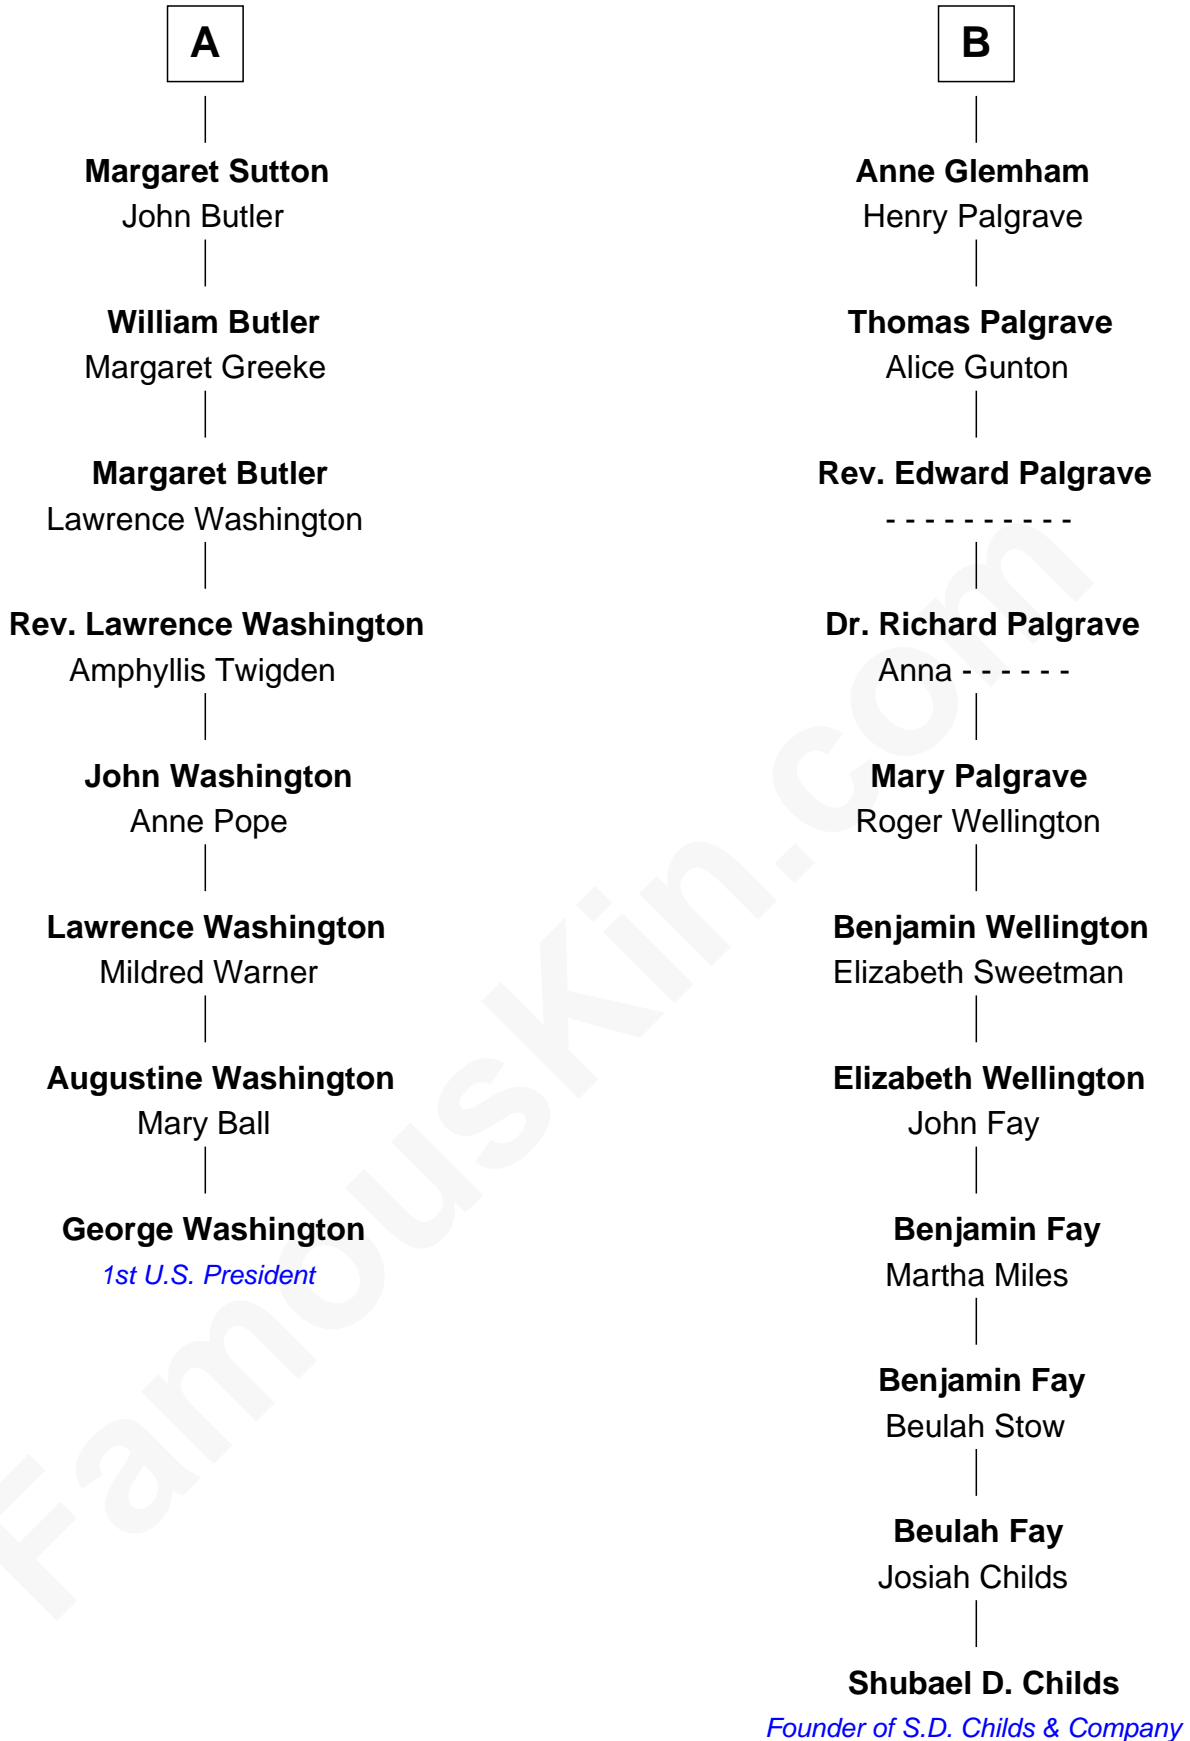 A
Margaret Sutton
John Butler
William Butler
Margaret Greeke
Margaret Butler
Lawrence Washington
Rev. Lawrence Washington
Amphyllis Twigden
John Washington
Anne Pope
Lawrence Washington
Mildred Warner
Augustine Washington
Mary Ball
George Washington
1st U.S. President
B
Anne Glemham
Henry Palgrave
Thomas Palgrave
Alice Gunton
Rev. Edward Palgrave
- - - - - - - - - -
Dr. Richard Palgrave
Anna - - - - - -
Mary Palgrave
Roger Wellington
Benjamin Wellington
Elizabeth Sweetman
Elizabeth Wellington
John Fay
Benjamin Fay
Martha Miles
Benjamin Fay
Beulah Stow
Beulah Fay
Josiah Childs
Shubael D. Childs
Founder of S.D. Childs & Company
FamousKin.com